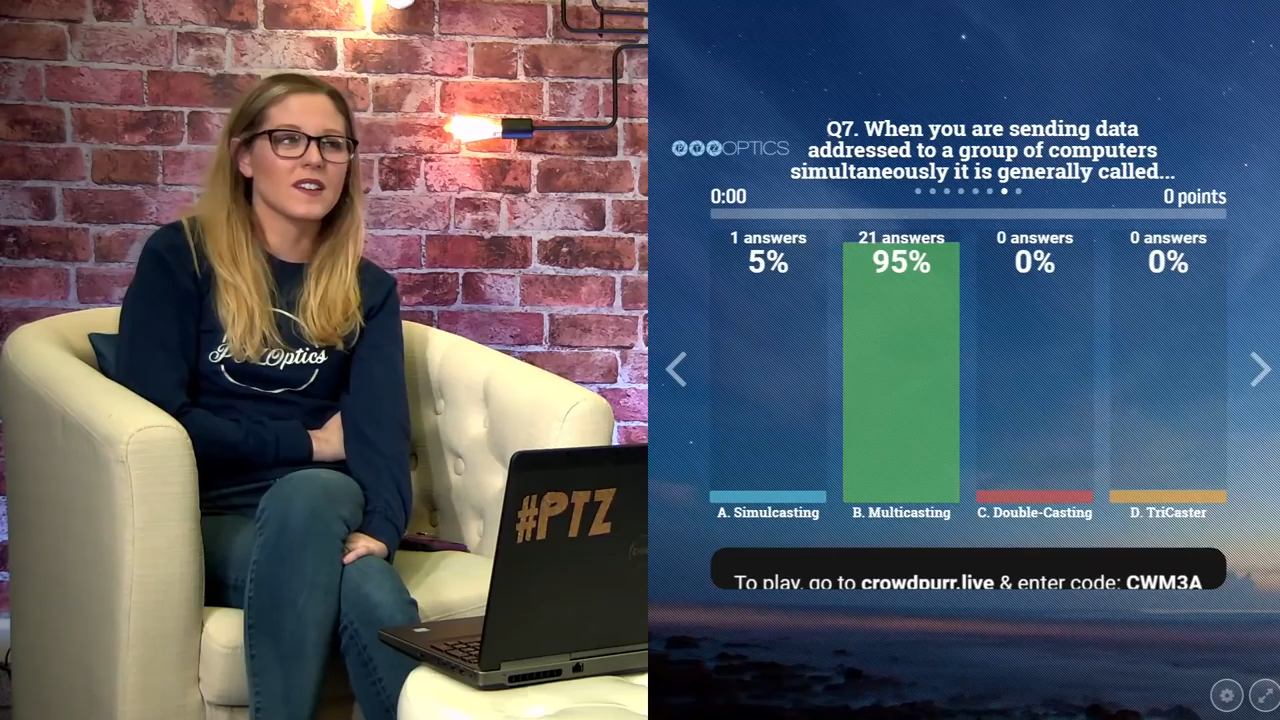 PTZOptics
#PTZ
PTZOPTICS
Q7. When you are sending data
addressed to a group of computers
simultaneously it is generally called...
0:00
0 points
1 answers
21 answers
0 answers
0 answers
5%
95%
0%
0%
A. Simulcasting
B. Multicasting
C. Double-Casting
D. TriCaster
To play, go to crowdpurr.live & enter code: CWM3A